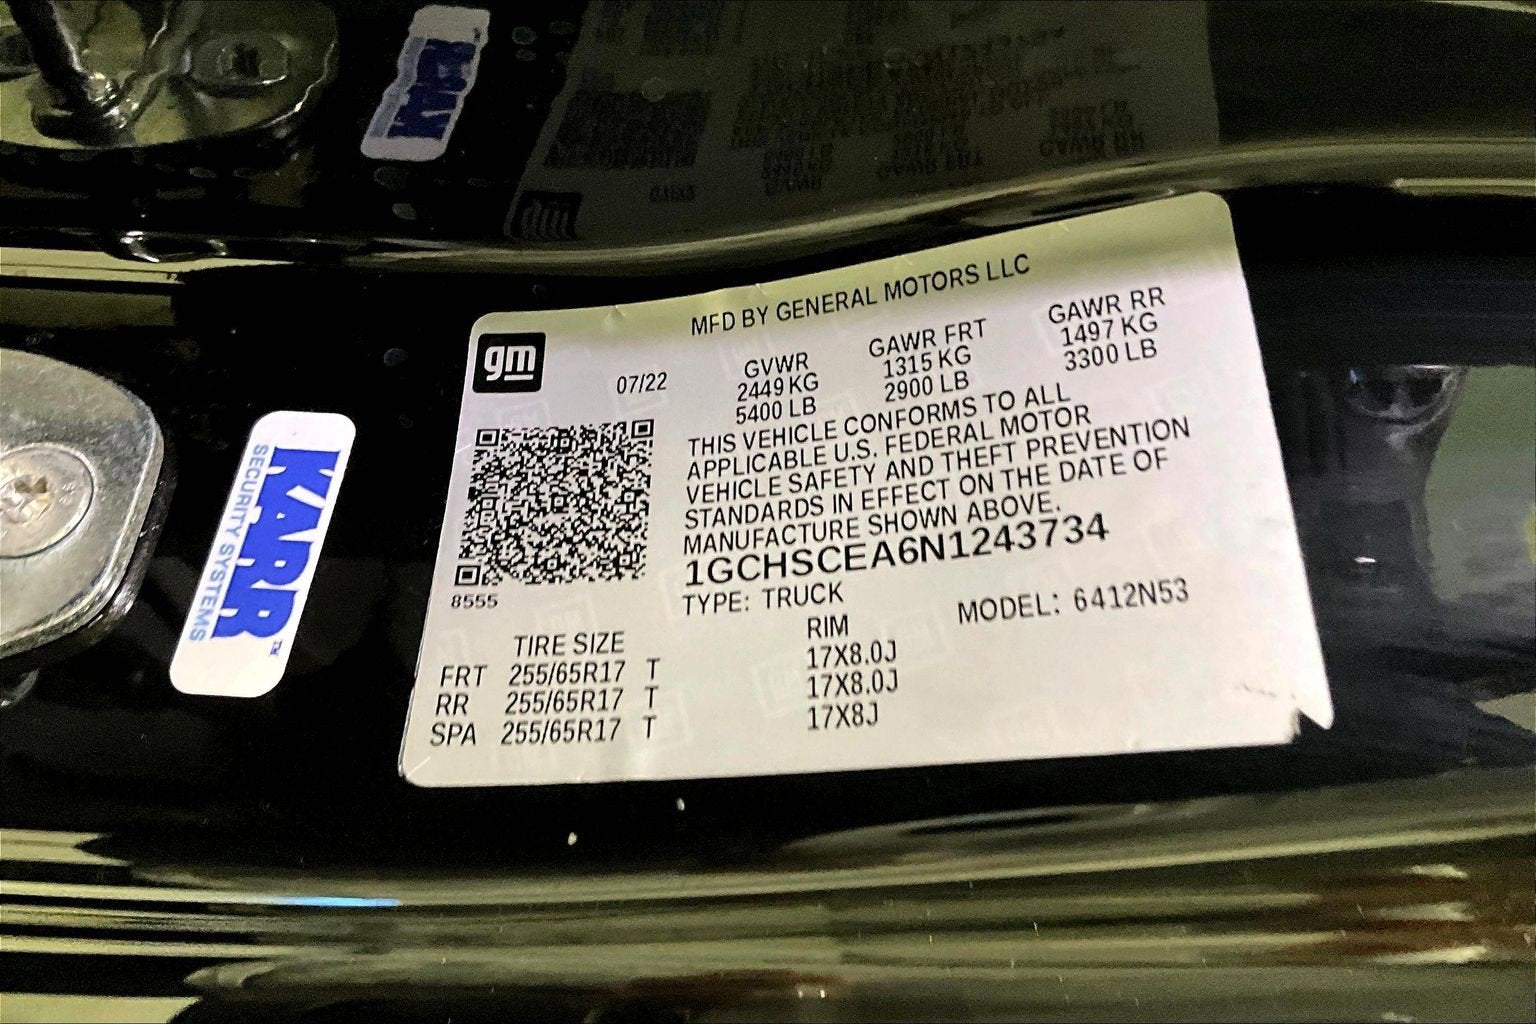 MFD BY GENERAL MOTORS LLC
gm
07/22
GVWR GAWR FRT GAWR RR
2449 KG 1315 KG 1497 KG
5400 LB 2900 LB 3300 LB
THIS VEHICLE CONFORMS TO ALL
APPLICABLE U.S. FEDERAL MOTOR
VEHICLE SAFETY AND THEFT PREVENTION
STANDARDS IN EFFECT ON THE DATE OF
MANUFACTURE SHOWN ABOVE.
1GCHSCEA6N1243734
8555
TYPE: TRUCK MODEL: 6412N53
TIRE SIZE RIM
FRT 255/65R17 T 17X8.0J
RR 255/65R17 T 17X8.0J
SPA 255/65R17 T 17X8J
KARR™
SECURITY SYSTEMS